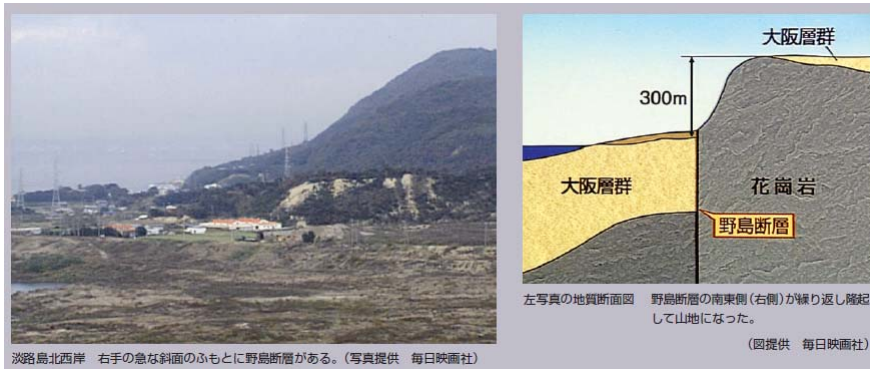 淡路島北西岸 右手の急な斜面のふもとに野島断層がある。(写真提供 毎日映画社)
大阪層群
300m
大阪層群
花崗岩
野島断層
左写真の地質断面図 野島断層の南東側(右側)が繰り返し隆起
して山地になった。
(図提供 毎日映画社)